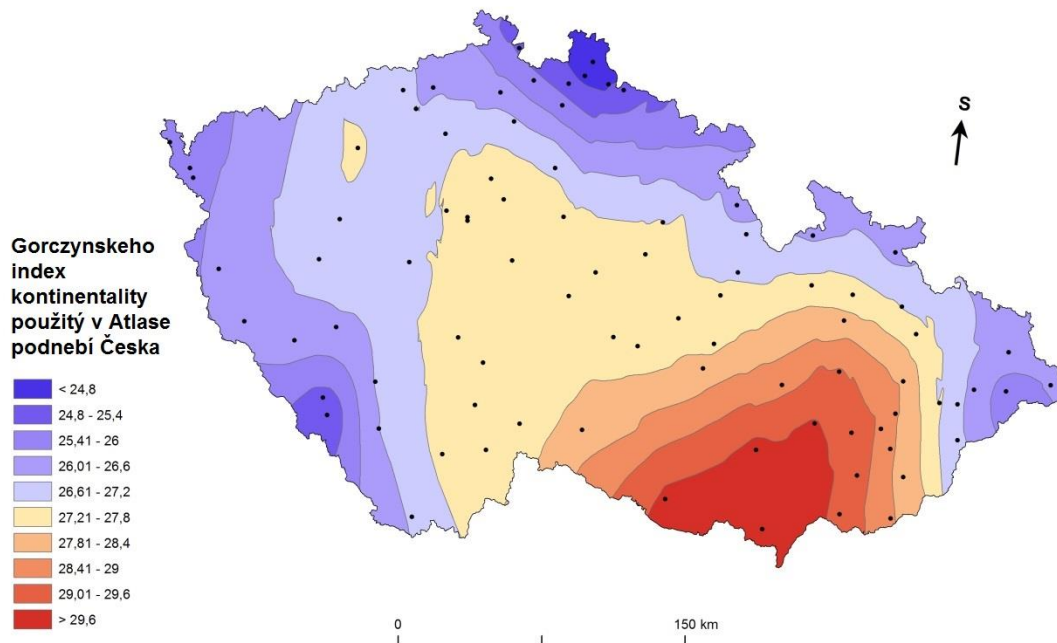 S
Gorczynskeho
index
kontinentality
použitý v Atlase
podnebí Česka
< 24,8
24,8 - 25,4
25,41 - 26
26,01 - 26,6
26,61 - 27,2
27,21 - 27,8
27,81 - 28,4
28,41 - 29
29,01 - 29,6
> 29,6
0 150 km